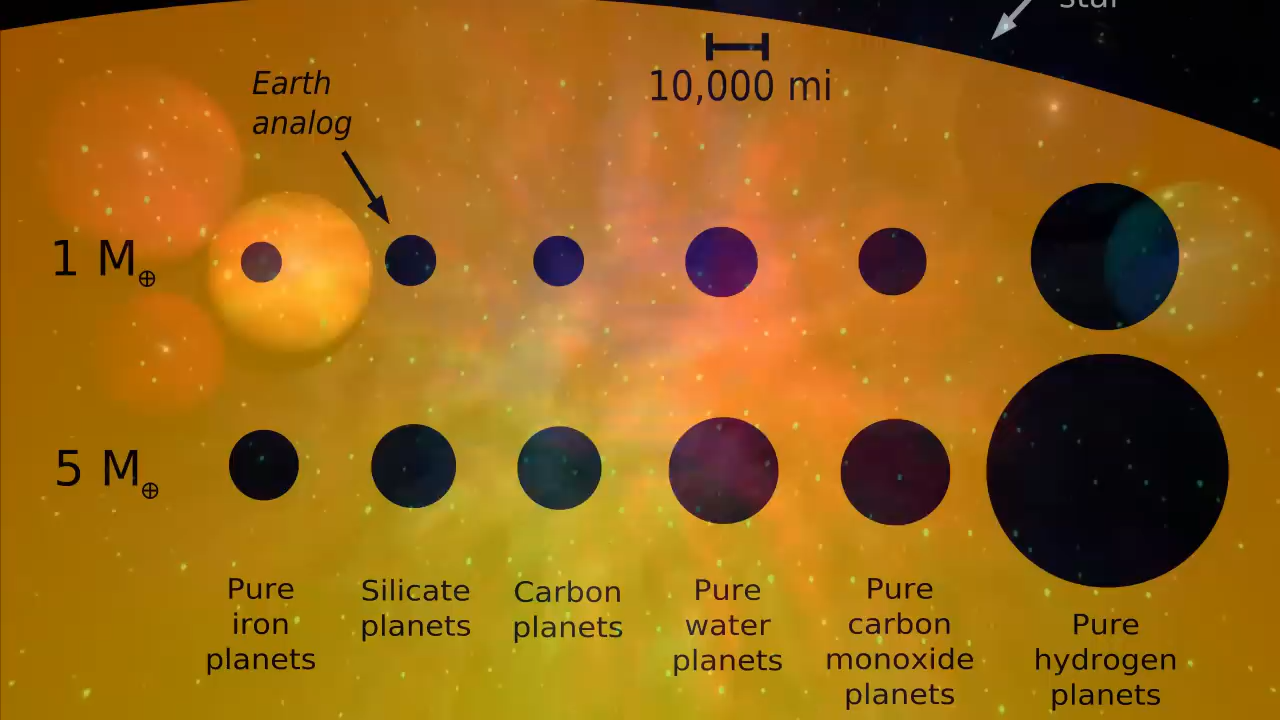 star
10,000 mi
Earth
analog
1 M⊕
5 M⊕
Pure
iron
planets
Silicate
planets
Carbon
planets
Pure
water
planets
Pure
carbon
monoxide
planets
Pure
hydrogen
planets